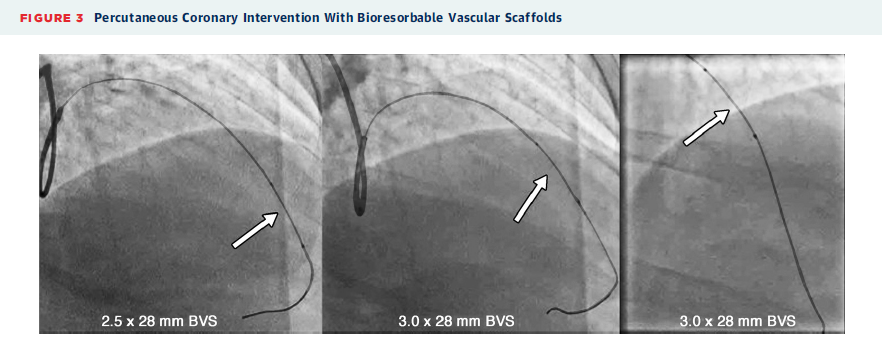 FIGURE 3 Percutaneous Coronary Intervention With Bioresorbable Vascular Scaffolds
2.5 x 28 mm BVS
3.0 x 28 mm BVS
3.0 x 28 mm BVS